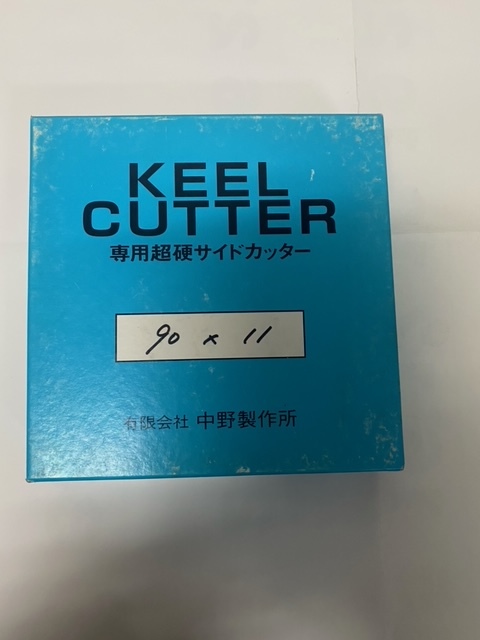 KEEL
CUTTER
専用超硬サイドカッター
90 x 11
有限会社 中野製作所